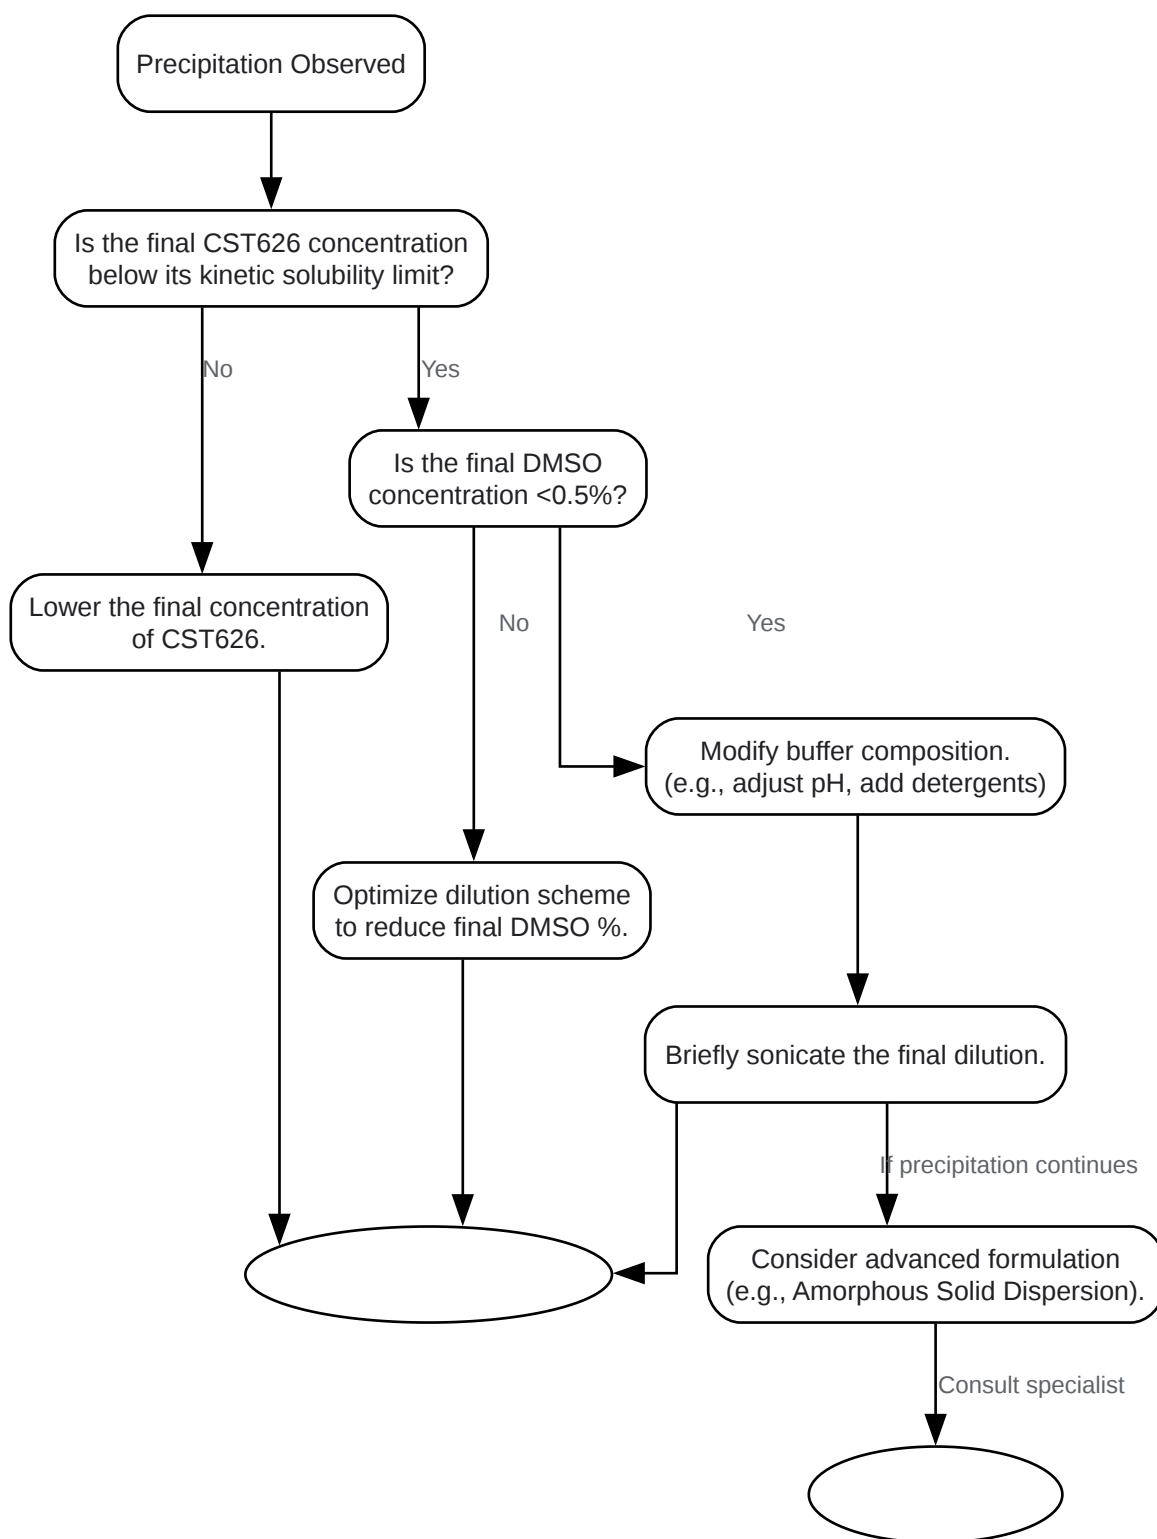 Precipitation Observed
Is the final CST626 concentration
below its kinetic solubility limit?
No
Yes
Is the final DMSO
concentration <0.5%?
Lower the final concentration
of CST626.
No
Yes
Modify buffer composition.
(e.g., adjust pH, add detergents)
Optimize dilution scheme
to reduce final DMSO %.
Briefly sonicate the final dilution.
If precipitation continues
Consider advanced formulation
(e.g., Amorphous Solid Dispersion).
Consult specialist